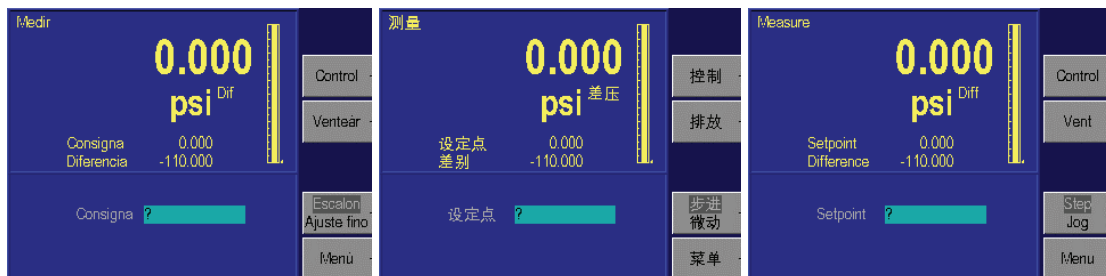 Medir
0.000
psi Dif
Consigna 0.000
Diferencia -110.000
Consigna ?
Control
Ventear
Escalon
Ajuste fino
Menú
测量
0.000
psi 差压
设定点 0.000
差别 -110.000
设定点 ?
控制
排放
步进
微动
菜单
Measure
0.000
psi Diff
Setpoint 0.000
Difference -110.000
Setpoint ?
Control
Vent
Step
Jog
Menu